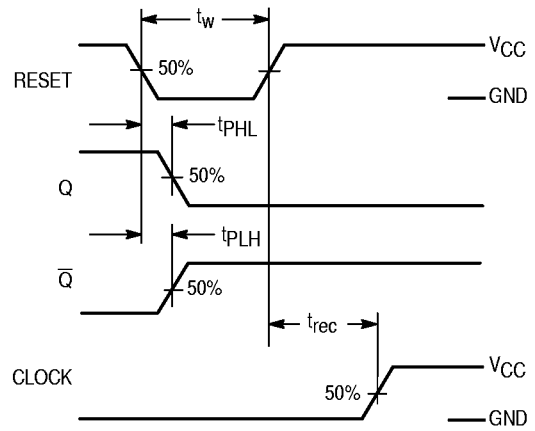 tW
VCC
50%
RESET
GND
tPHL
50%
Q
tPLH
Q̅
50%
trec
VCC
CLOCK
50%
GND